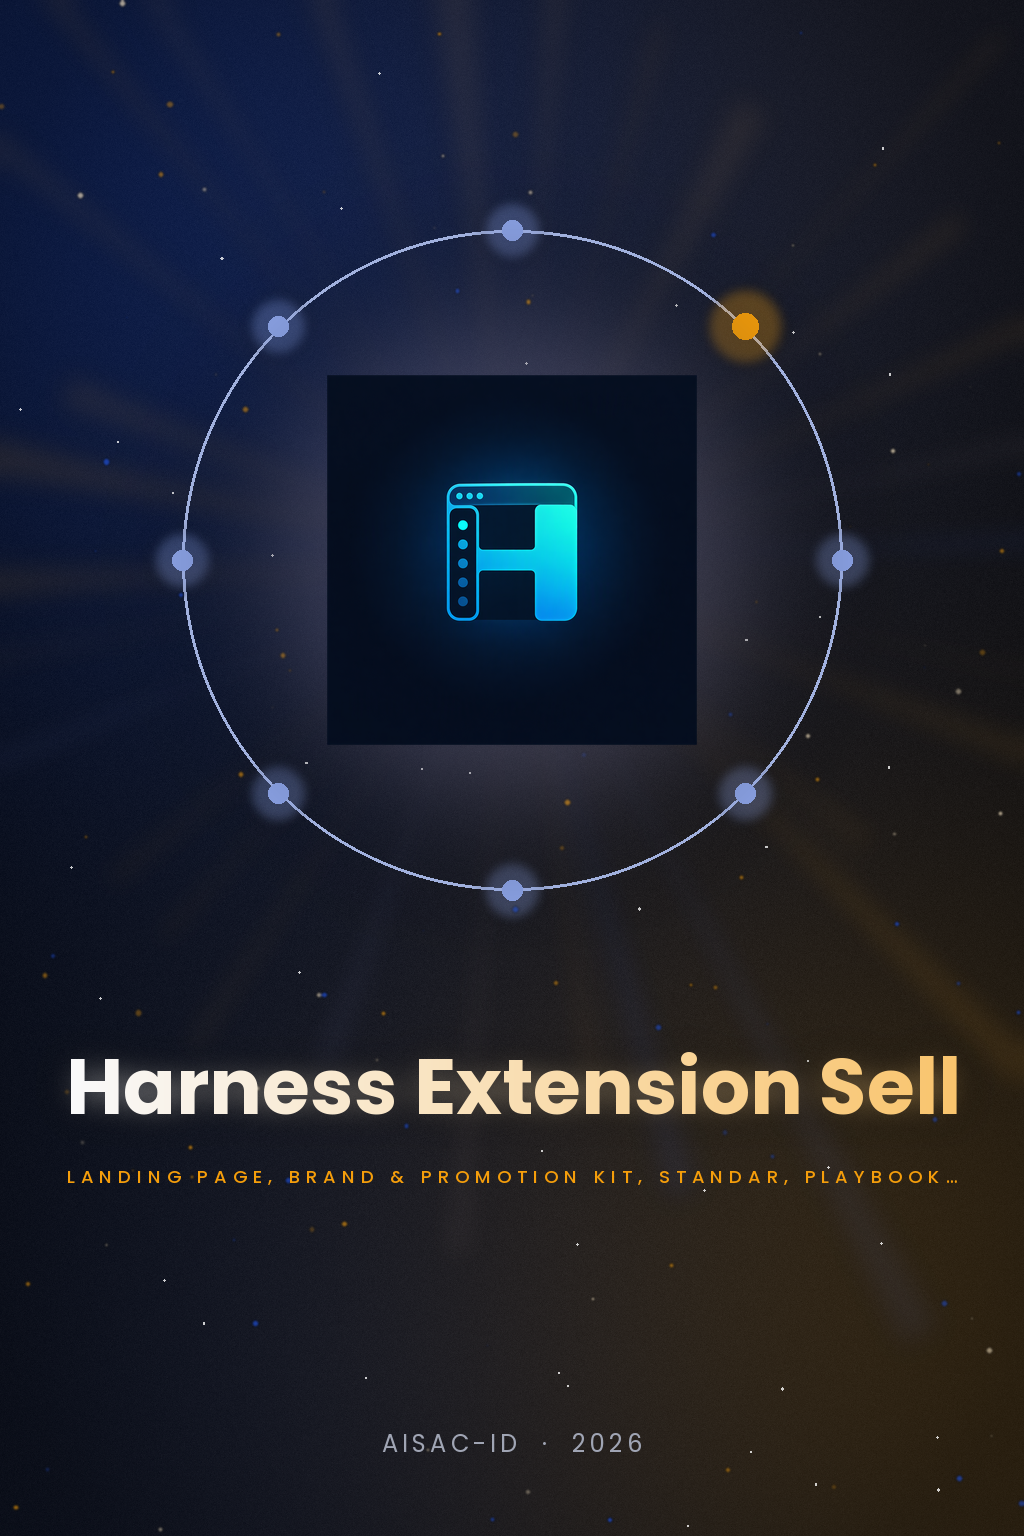 Harness Extension Sell
LANDING PAGE, BRAND & PROMOTION KIT, STANDAR, PLAYBOOK…
AISAC-ID · 2026